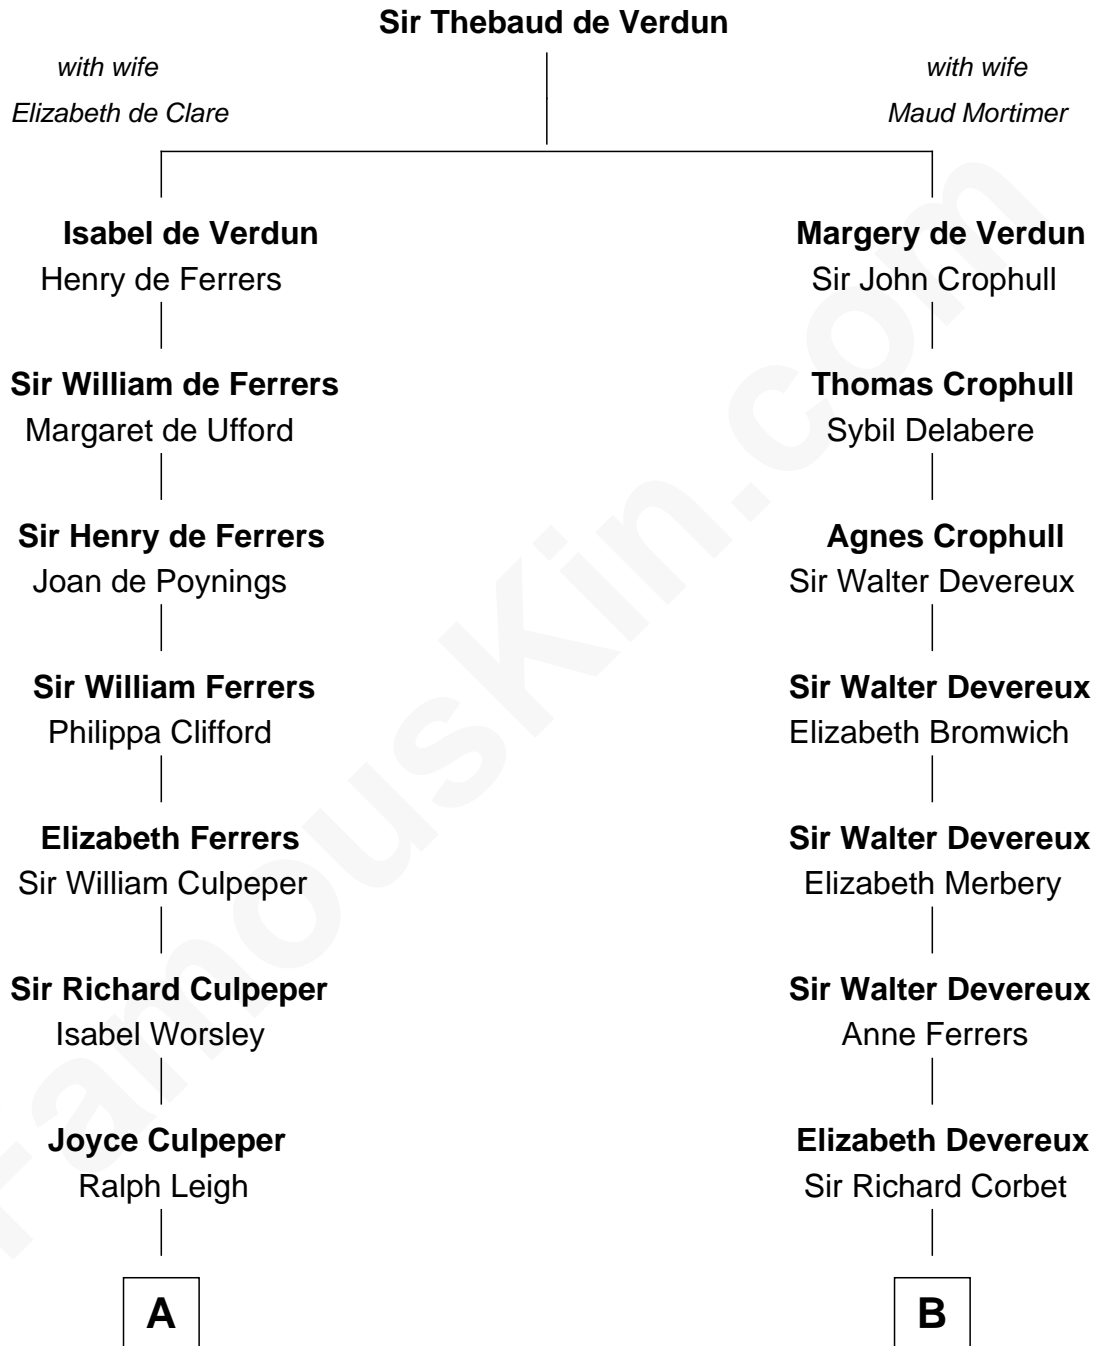 Sir Thebaud de Verdun
with wife
Elizabeth de Clare
with wife
Maud Mortimer
Isabel de Verdun
Henry de Ferrers
Margery de Verdun
Sir John Crophull
Sir William de Ferrers
Margaret de Ufford
Thomas Crophull
Sybil Delabere
Sir Henry de Ferrers
Joan de Poynings
Agnes Crophull
Sir Walter Devereux
Sir William Ferrers
Philippa Clifford
Sir Walter Devereux
Elizabeth Bromwich
Elizabeth Ferrers
Sir William Culpeper
Sir Walter Devereux
Elizabeth Merbery
Sir Richard Culpeper
Isabel Worsley
Sir Walter Devereux
Anne Ferrers
Joyce Culpeper
Ralph Leigh
Elizabeth Devereux
Sir Richard Corbet
A
B
FamousKin.com